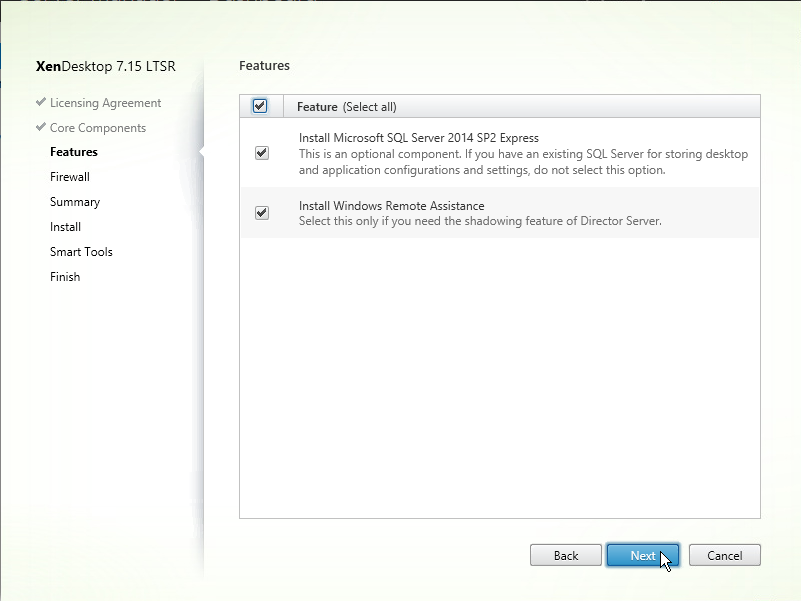 XenDesktop 7.15 LTSR
Licensing Agreement
Core Components
Features
Firewall
Summary
Install
Smart Tools
Finish
Features
Feature (Select all)
Install Microsoft SQL Server 2014 SP2 Express
This is an optional component. If you have an existing SQL Server for storing desktop
and application configurations and settings, do not select this option.
Install Windows Remote Assistance
Select this only if you need the shadowing feature of Director Server.
Back
Next
Cancel